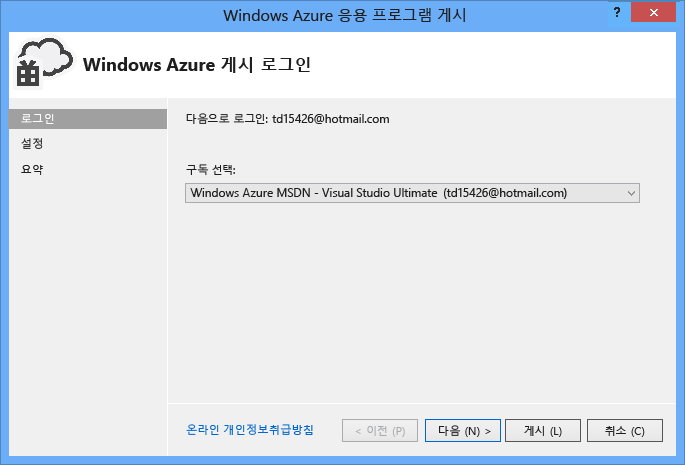 Windows Azure 응용 프로그램 게시
?
Windows Azure 게시 로그인
로그인
설정
요약
다음으로 로그인: td15426@hotmail.com
구독 선택:
Windows Azure MSDN - Visual Studio Ultimate (td15426@hotmail.com)
온라인 개인정보취급방침
< 이전 (P)
다음 (N) >
게시 (L)
취소 (C)